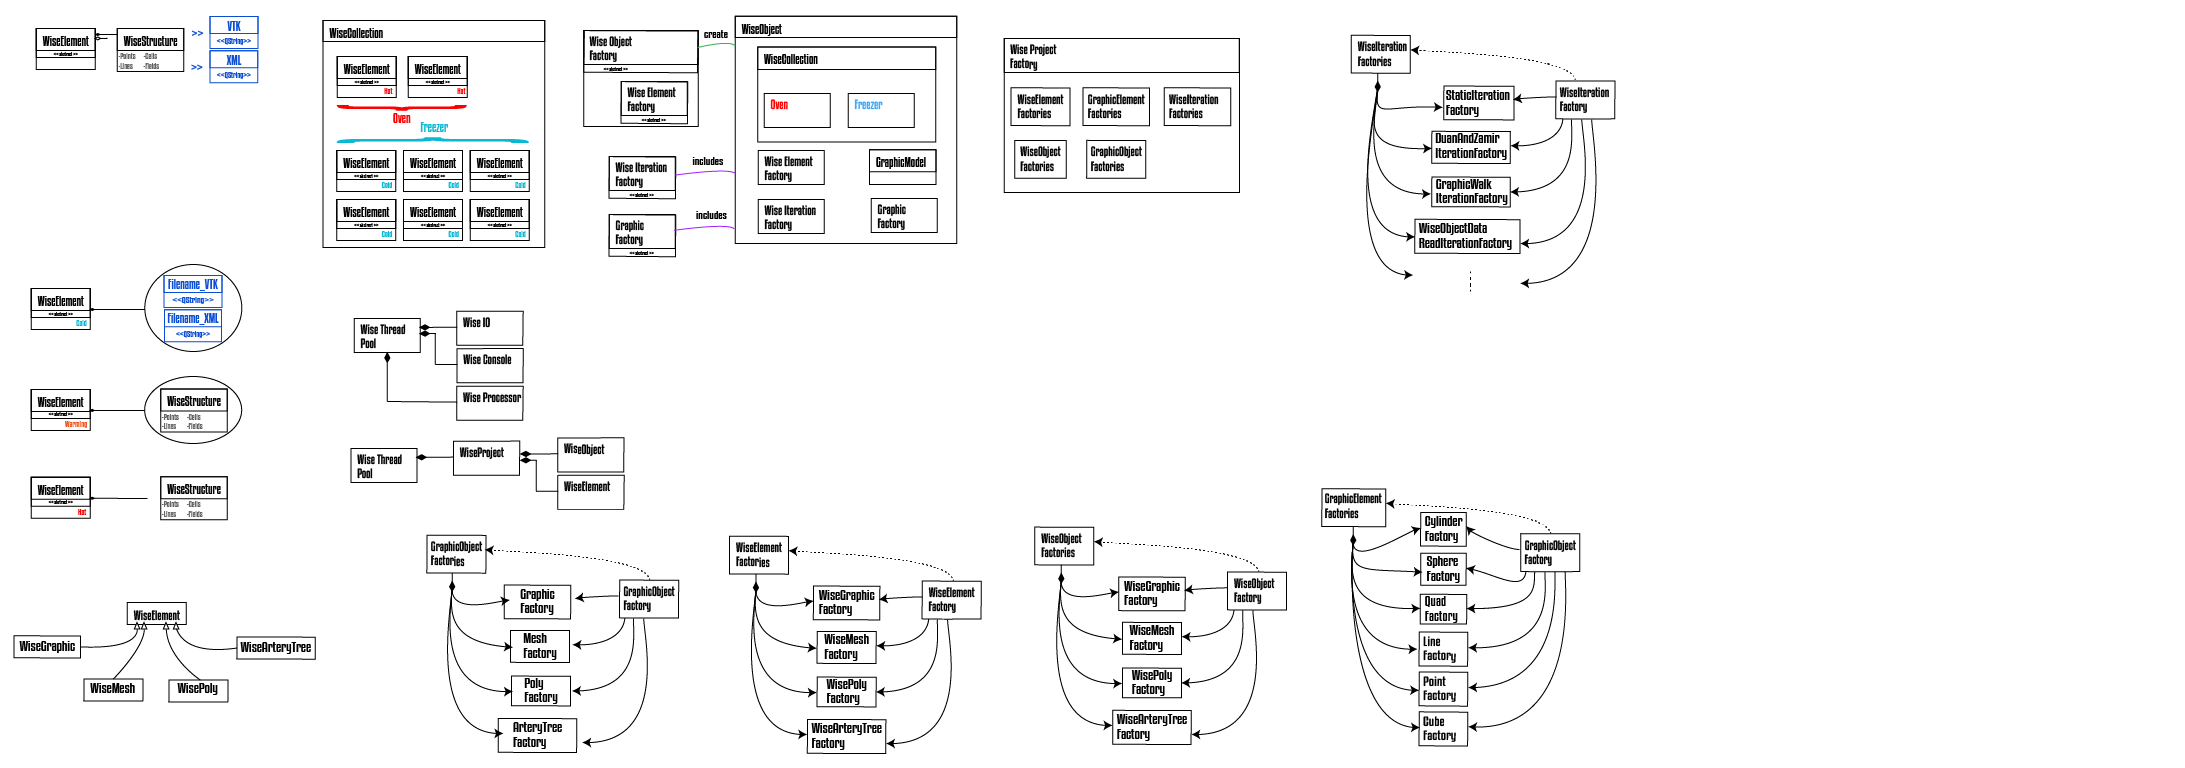 WiseElement
<<abstract>>
WiseStructure
-Points -Cells
-Lines -Fields
>>
VTK
<<QString>>
>>
XML
<<QString>>
WiseCollection
WiseElement
<<abstract>>
Hot
WiseElement
<<abstract>>
Hot
Oven
Freezer
WiseElement
<<abstract>>
Cold
WiseElement
<<abstract>>
Cold
WiseElement
<<abstract>>
Cold
WiseElement
<<abstract>>
Cold
WiseElement
<<abstract>>
Cold
WiseElement
<<abstract>>
Cold
Wise Object
Factory
<<abstract>>
Wise Element
Factory
<<abstract>>
create
Wise Iteration
Factory
<<abstract>>
includes
Graphic
Factory
<<abstract>>
includes
WiseObject
WiseCollection
Oven
Freezer
Wise Element
Factory
GraphicModel
Wise Iteration
Factory
Graphic
Factory
Wise Project
Factory
WiseElement
Factories
GraphicElement
Factories
WiseIteration
Factories
WiseObject
Factories
GraphicObject
Factories
WiseIteration
Factories
WiseIteration
Factory
StaticIteration
Factory
DuanAndZamir
IterationFactory
GraphicWalk
IterationFactory
WiseObjectData
ReadIterationFactory
WiseElement
<<abstract>>
Cold
Filename_VTK
<<QString>>
Filename_XML
<<QString>>
WiseElement
<<abstract>>
Warming
WiseStructure
-Points -Cells
-Lines -Fields
WiseElement
<<abstract>>
Hot
WiseStructure
-Points -Cells
-Lines -Fields
Wise Thread
Pool
Wise IO
Wise Console
Wise Processor
Wise Thread
Pool
WiseProject
WiseObject
WiseElement
WiseElement
WiseGraphic
WiseMesh
WisePoly
WiseArteryTree
GraphicObject
Factories
GraphicObject
Factory
Graphic
Factory
Mesh
Factory
Poly
Factory
ArteryTree
Factory
WiseElement
Factories
WiseElement
Factory
WiseGraphic
Factory
WiseMesh
Factory
WisePoly
Factory
WiseArteryTree
Factory
WiseObject
Factories
WiseObject
Factory
WiseGraphic
Factory
WiseMesh
Factory
WisePoly
Factory
WiseArteryTree
Factory
GraphicElement
Factories
GraphicObject
Factory
Cylinder
Factory
Sphere
Factory
Quad
Factory
Line
Factory
Point
Factory
Cube
Factory